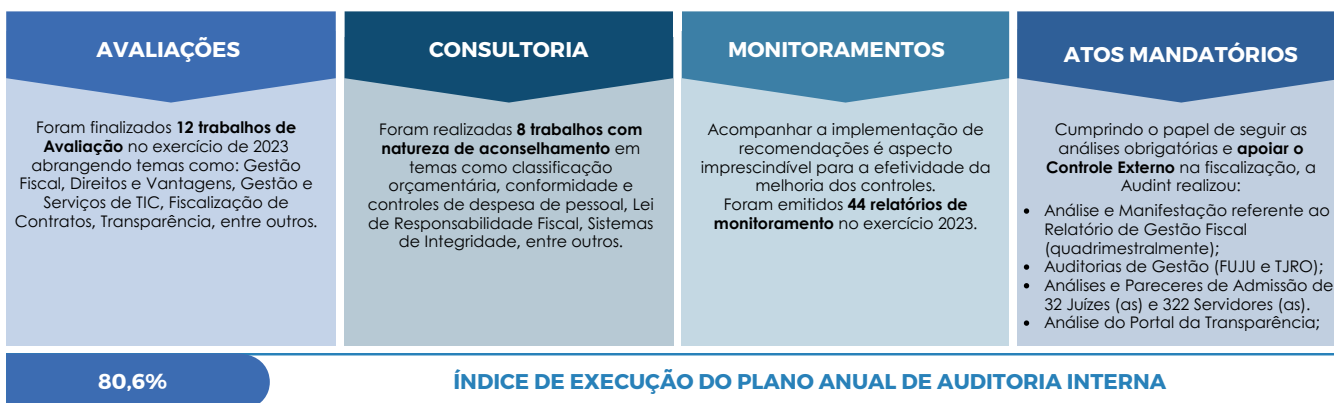 AVALIAÇÕES
Foram finalizados 12 trabalhos de
Avaliação no exercício de 2023
abrangendo temas como: Gestão
Fiscal, Direitos e Vantagens, Gestão e
Serviços de TIC, Fiscalização de
Contratos, Transparência, entre outros.
CONSULTORIA
Foram realizadas 8 trabalhos com
natureza de aconselhamento em
temas como classificação
orçamentária, conformidade e
controles de despesa de pessoal, Lei
de Responsabilidade Fiscal, Sistemas
de Integridade, entre outros.
MONITORAMENTOS
Acompanhar a implementação de
recomendações é aspecto
imprescindível para a efetividade da
melhoria dos controles.
Foram emitidos 44 relatórios de
monitoramento no exercício 2023.
ATOS MANDATÓRIOS
Cumprindo o papel de seguir as
análises obrigatórias e apoiar o
Controle Externo na fiscalização, a
Audint realizou:
• Análise e Manifestação referente ao
Relatório de Gestão Fiscal
(quadrimestralmente);
• Auditorias de Gestão (FUJU e TJRO);
• Análises e Pareceres de Admissão de
32 Juízes (as) e 322 Servidores (as).
• Análise do Portal da Transparência;
80,6%
ÍNDICE DE EXECUÇÃO DO PLANO ANUAL DE AUDITORIA INTERNA